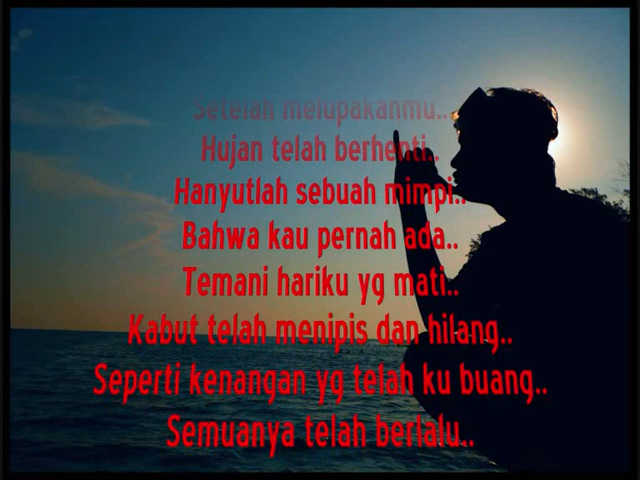 Setelah melupakanmu..
Hujan telah berhenti..
Hanyutlah sebuah mimpi..
Bahwa kau pernah ada..
Temani hariku yg mati..
Kabut telah menipis dan hilang..
Seperti kenangan yg telah ku buang..
Semuanya telah berlalu..